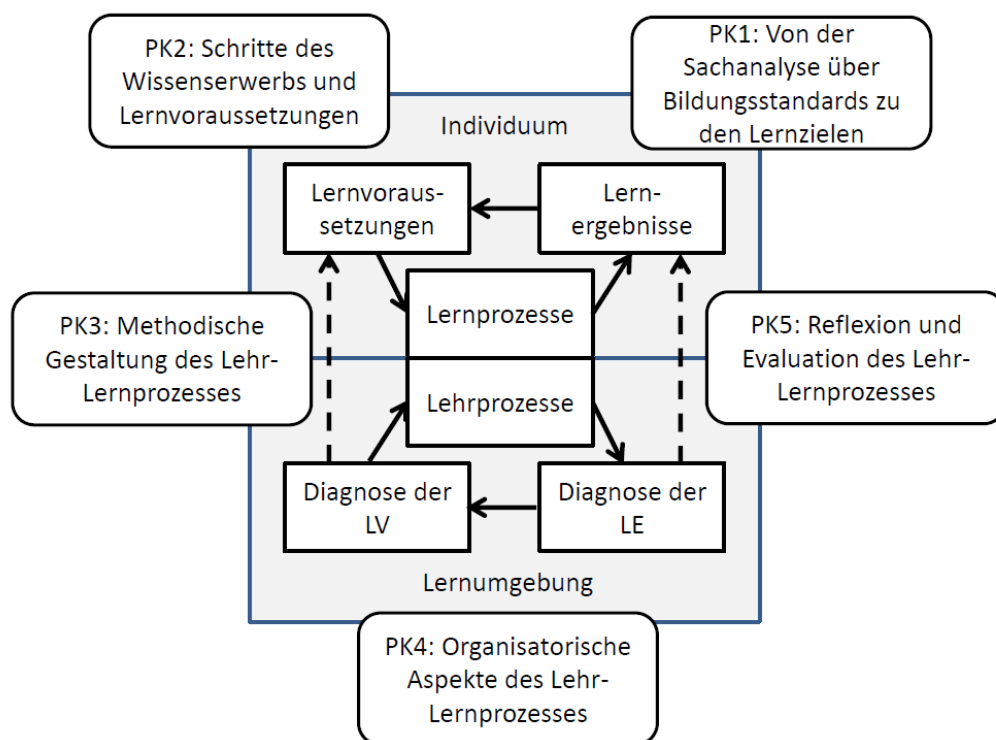 PK2: Schritte des
Wissenserwerbs und
Lernvoraussetzungen
PK1: Von der
Sachanalyse über
Bildungsstandards zu
den Lernzielen
Individuum
Lernvoraus-
setzungen
Lern-
ergebnisse
PK3: Methodische
Gestaltung des Lehr-
Lernprozesses
Lernprozesse
Lehrprozesse
PK5: Reflexion und
Evaluation des Lehr-
Lernprozesses
Diagnose der
LV
Diagnose der
LE
Lernumgebung
PK4: Organisatorische
Aspekte des Lehr-
Lernprozesses